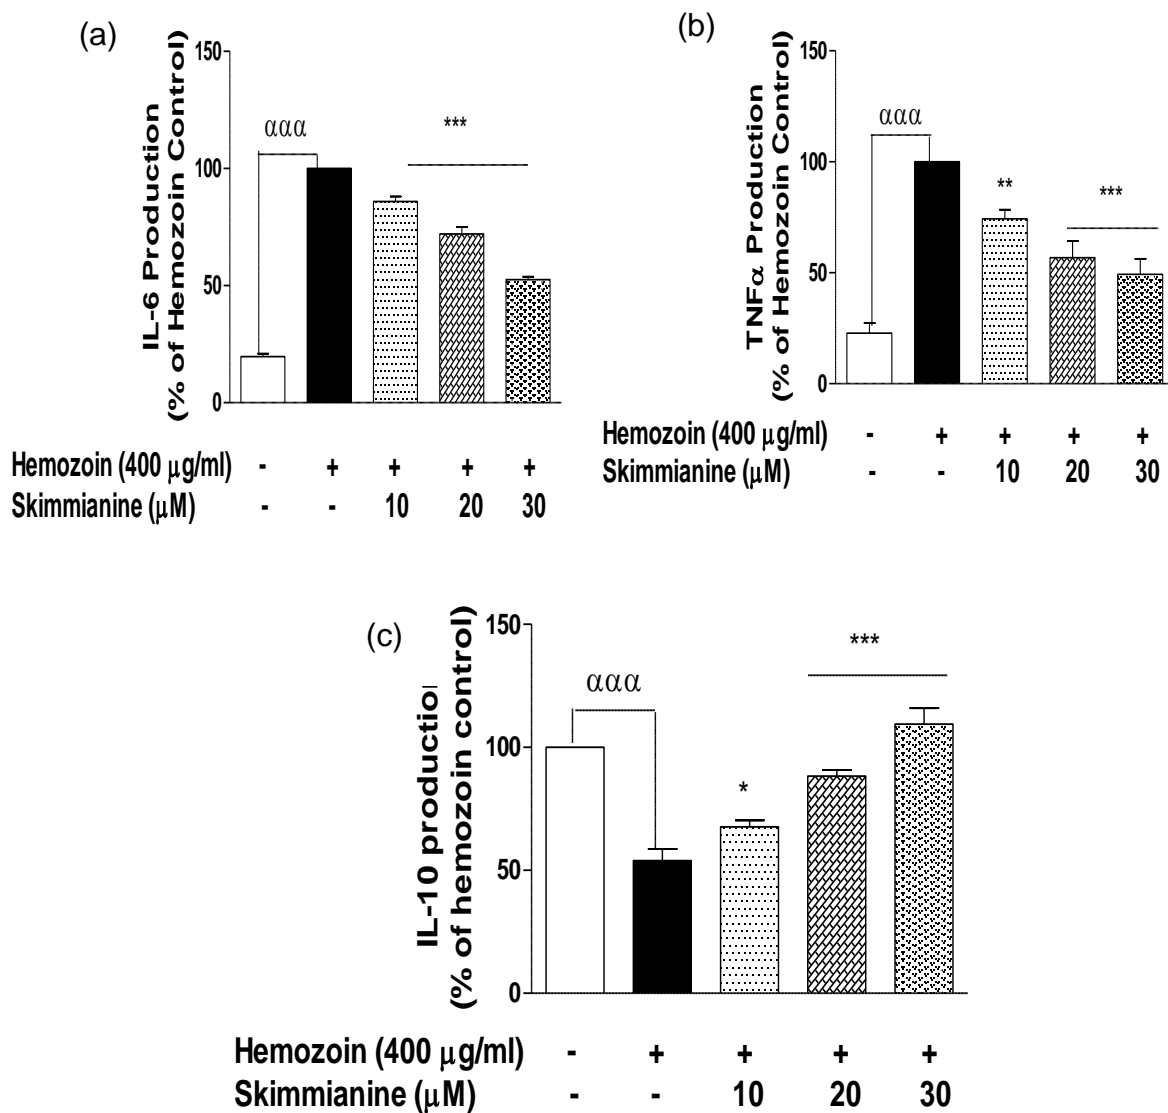 (a)
IL-6 Production
(% of Hemozoin Control)
150
100
50
0
ααα
***
Hemozoin (400 μg/ml) - + + + +
Skimmianine (μM) - - 10 20 30
(b)
TNFα Production
(% of Hemozoin Control)
150
100
50
0
ααα
**
***
Hemozoin (400 μg/ml) - + + + +
Skimmianine (μM) - - 10 20 30
(c)
IL-10 productio
(% of hemozoin control)
150
100
50
0
ααα
*
***
Hemozoin (400 μg/ml) - + + + +
Skimmianine (μM) - - 10 20 30